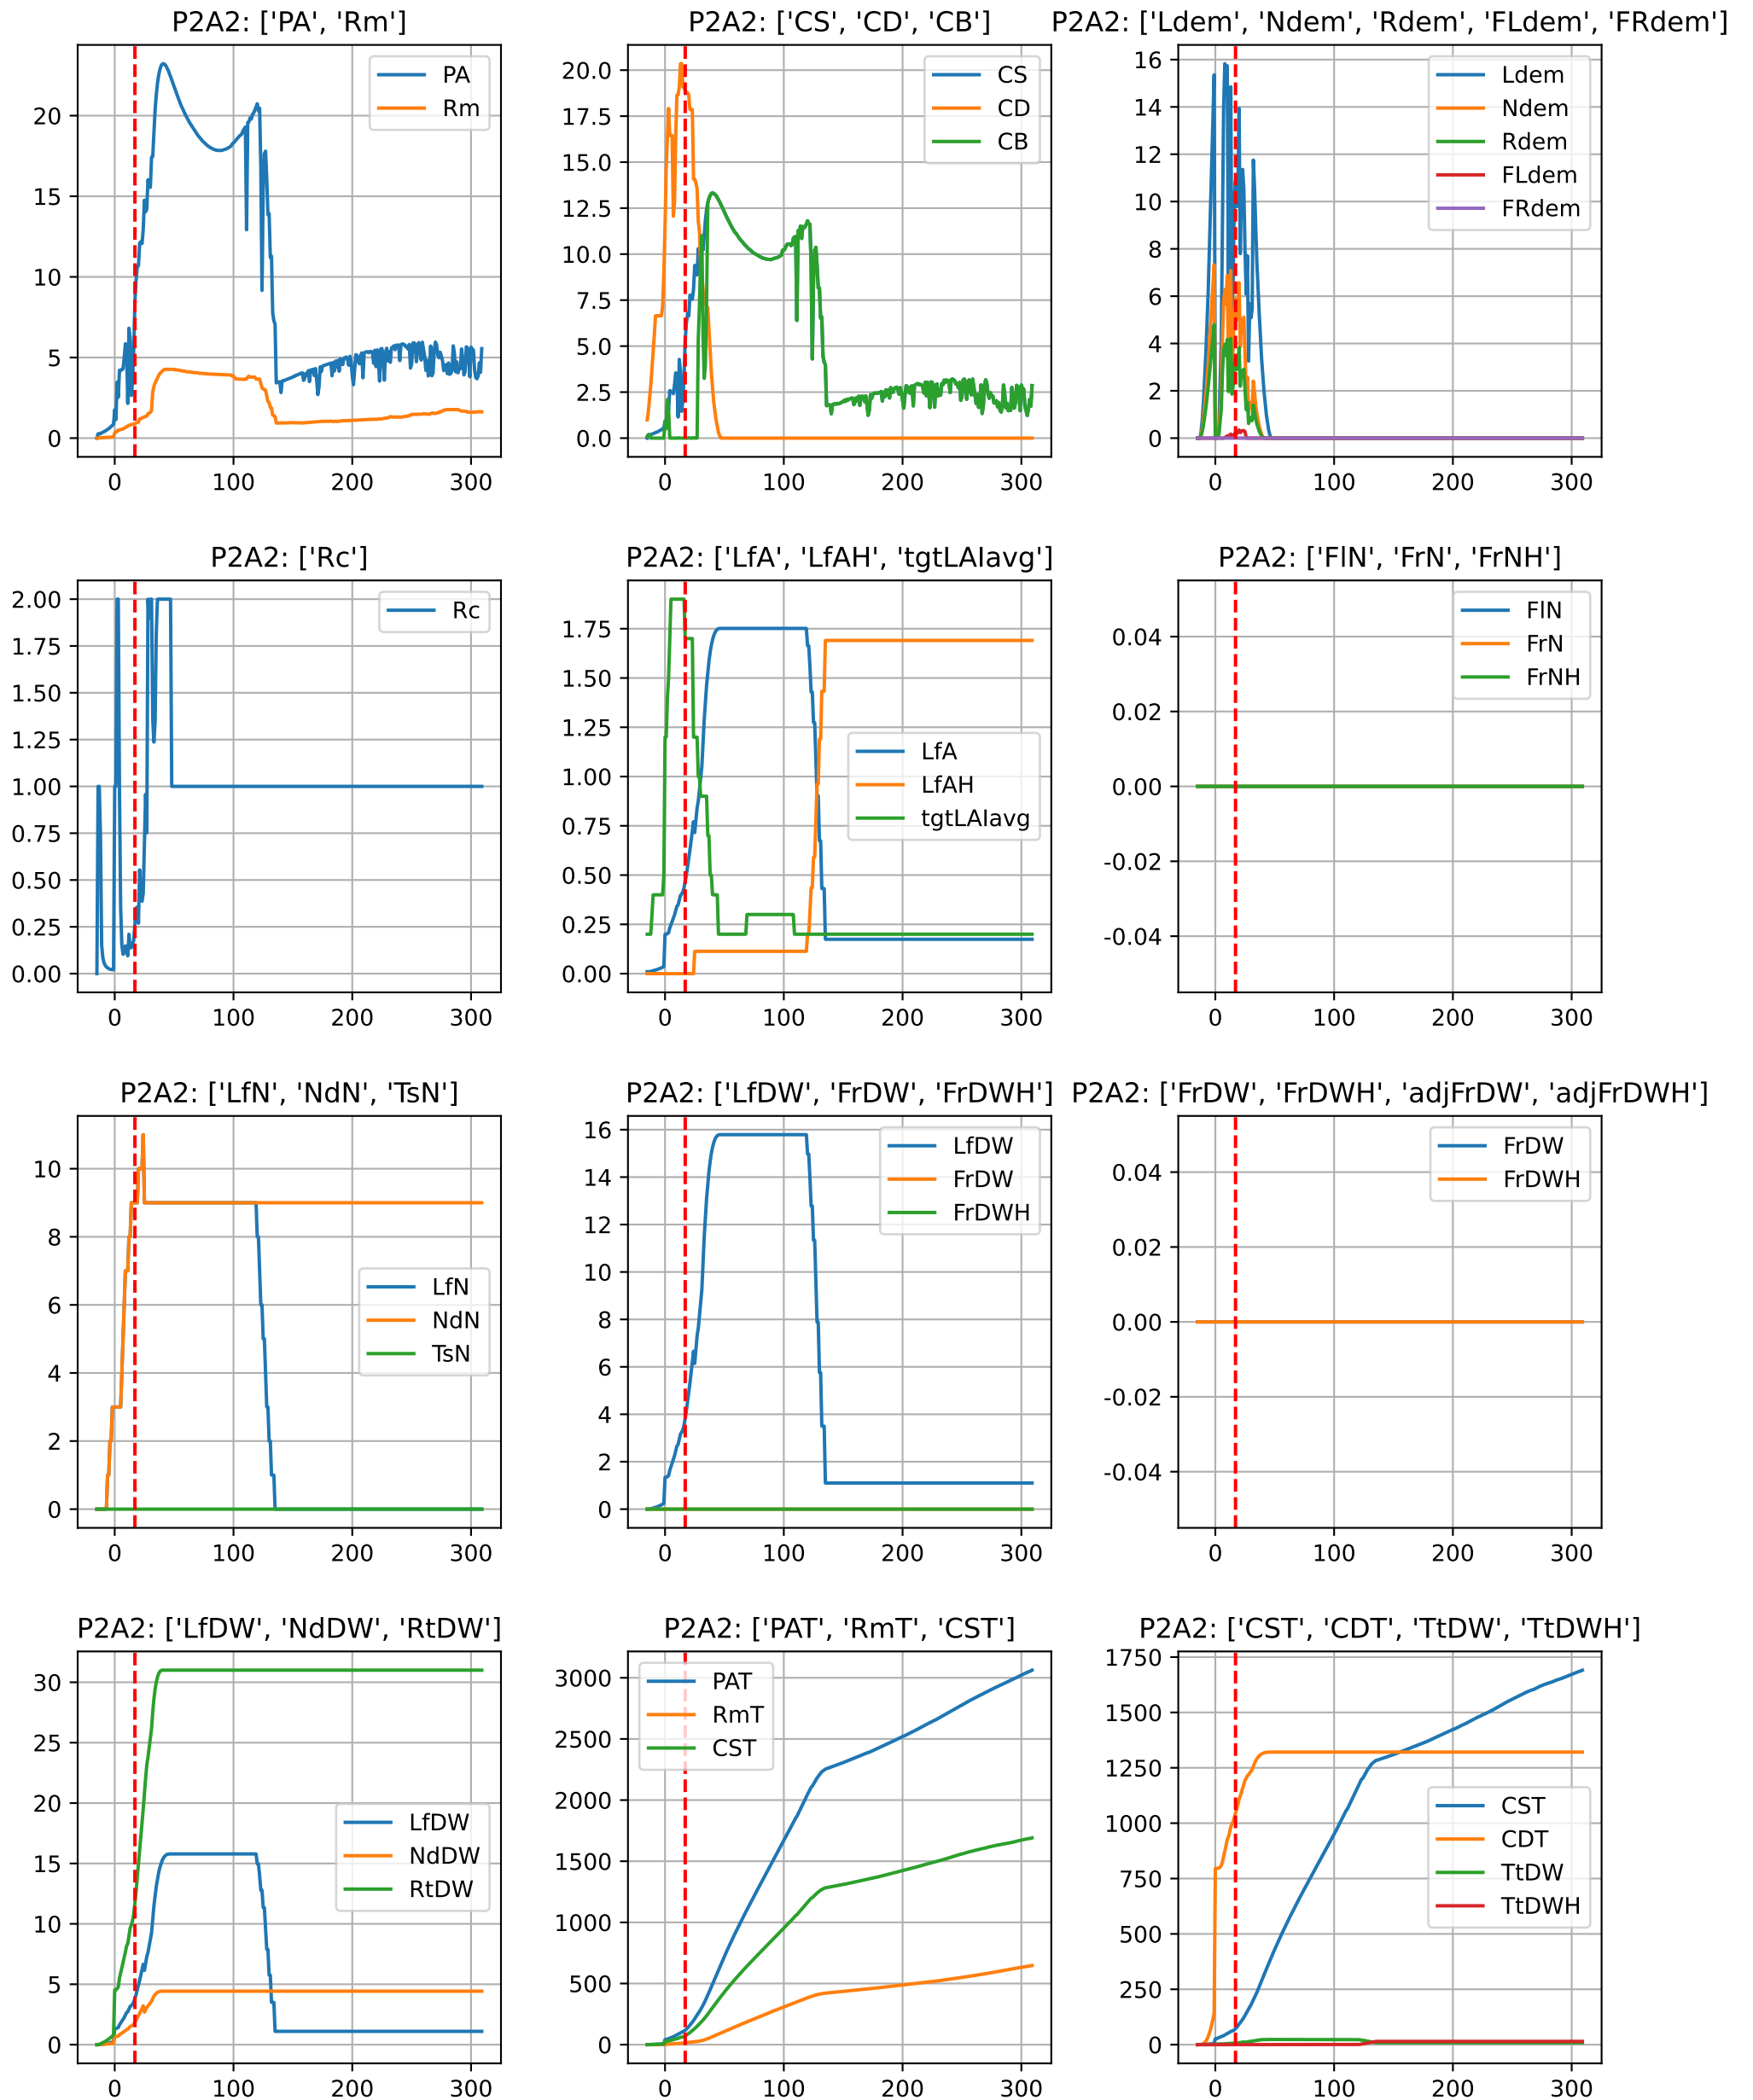 P2A2: ['PA', 'Rm']
PA
Rm
20
15
10
5
0
0 100 200 300
P2A2: ['CS', 'CD', 'CB']
CS
CD
CB
20.0
17.5
15.0
12.5
10.0
7.5
5.0
2.5
0.0
0 100 200 300
P2A2: ['Ldem', 'Ndem', 'Rdem', 'FLdem', 'FRdem']
Ldem
Ndem
Rdem
FLdem
FRdem
16
14
12
10
8
6
4
2
0
0 100 200 300
P2A2: ['Rc']
Rc
2.00
1.75
1.50
1.25
1.00
0.75
0.50
0.25
0.00
0 100 200 300
P2A2: ['LfA', 'LfAH', 'tgtLAIavg']
LfA
LfAH
tgtLAIavg
1.75
1.50
1.25
1.00
0.75
0.50
0.25
0.00
0 100 200 300
P2A2: ['FlN', 'FrN', 'FrNH']
FlN
FrN
FrNH
0.04
0.02
0.00
-0.02
-0.04
0 100 200 300
P2A2: ['LfN', 'NdN', 'TsN']
LfN
NdN
TsN
10
8
6
4
2
0
0 100 200 300
P2A2: ['LfDW', 'FrDW', 'FrDWH']
LfDW
FrDW
FrDWH
16
14
12
10
8
6
4
2
0
0 100 200 300
P2A2: ['FrDW', 'FrDWH', 'adjFrDW', 'adjFrDWH']
FrDW
FrDWH
0.04
0.02
0.00
-0.02
-0.04
0 100 200 300
P2A2: ['LfDW', 'NdDW', 'RtDW']
LfDW
NdDW
RtDW
30
25
20
15
10
5
0
0 100 200 300
P2A2: ['PAT', 'RmT', 'CST']
PAT
RmT
CST
3000
2500
2000
1500
1000
500
0
0 100 200 300
P2A2: ['CST', 'CDT', 'TtDW', 'TtDWH']
CST
CDT
TtDW
TtDWH
1750
1500
1250
1000
750
500
250
0
0 100 200 300